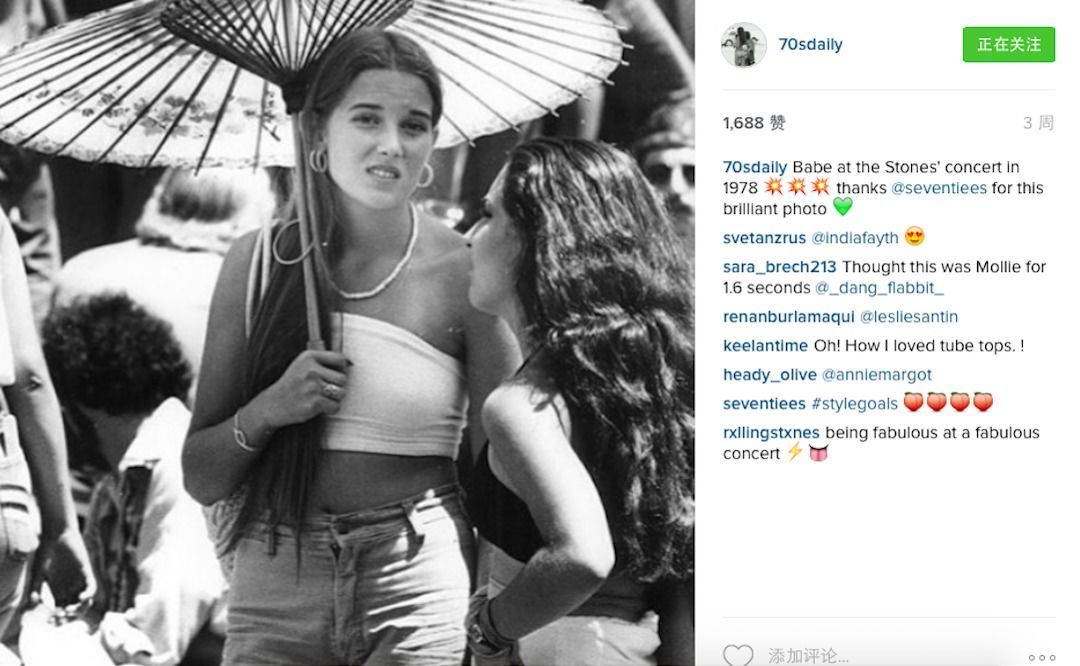 70sdaily
正在关注
1,688 赞
3 周
70sdaily Babe at the Stones' concert in
1978 💥💥💥 thanks @seventiees for this
brilliant photo 💚
svetanzrus @indiafayth 😍
sara_brech213 Thought this was Mollie for
1.6 seconds @_dang_flabbit_
renanburlamaqui @lesliesantin
keelantime Oh! How I loved tube tops. !
heady_olive @anniemargot
seventiees #stylegoals 🍑🍑🍑🍑
rxllingstxnes being fabulous at a fabulous
concert ⚡👅
添加评论...